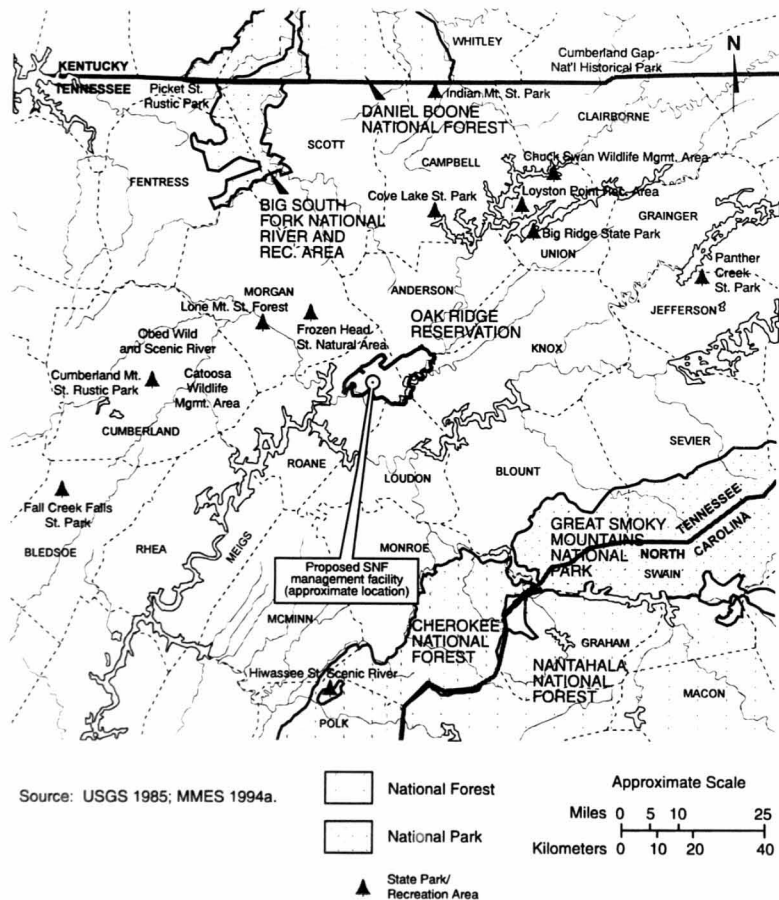 WHITLEY
Cumberland Gap
Nat'l Historical Park
N
KENTUCKY
TENNESSEE
Picket St.
Rustic Park
Indian Mt. St. Park
DANIEL BOONE
NATIONAL FOREST
CLAIRBORNE
SCOTT
CAMPBELL
Chuck Swan Wildlife Mgmt. Area
FENTRESS
Cove Lake St. Park
Loyston Point Rec. Area
GRAINGER
BIG SOUTH
FORK NATIONAL
RIVER AND
REC. AREA
Big Ridge State Park
UNION
Panther
Creek
St. Park
MORGAN
ANDERSON
Lone Mt. St. Forest
JEFFERSON
OAK RIDGE
RESERVATION
Frozen Head
St. Natural Area
Obed Wild
and Scenic River
KNOX
Cumberland Mt.
St. Rustic Park
Catoosa
Wildlife
Mgmt. Area
CUMBERLAND
SEVIER
ROANE
LOUDON
BLOUNT
Fall Creek Falls
St. Park
TENNESSEE
GREAT SMOKY
MOUNTAINS
NATIONAL
PARK
NORTH CAROLINA
BLEDSOE
RHEA
MEIGS
MONROE
SWAIN
Proposed SNF
management facility
(approximate location)
MCMINN
CHEROKEE
NATIONAL
FOREST
GRAHAM
NANTAHALA
NATIONAL
FOREST
Hiwassee St. Scenic River
MACON
POLK
Source: USGS 1985; MMES 1994a.
National Forest
National Park
State Park/
Recreation Area
Approximate Scale
Miles 0 5 10 25
Kilometers 0 10 20 40